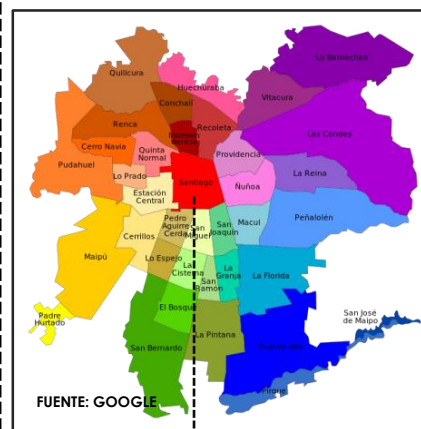 Lo Barnechea
Quilicura
Huechuraba
Vitacura
Conchalí
Renca
Recoleta
Las Condes
Cerro Navia
Quinta
Normal
Providencia
Pudahuel
Lo Prado
Santiago
La Reina
Ñuñoa
Estación
Central
Pedro
Aguirre
Cerda
San
Miguel
San
Joaquín
Macul
Peñalolén
Cerrillos
Maipú
Lo Espejo
La
Cisterna
San
Ramón
La
Granja
La Florida
El Bosque
La Pintana
Puente Alto
San José
de Maipo
Padre
Hurtado
San Bernardo
Pirque
FUENTE: GOOGLE